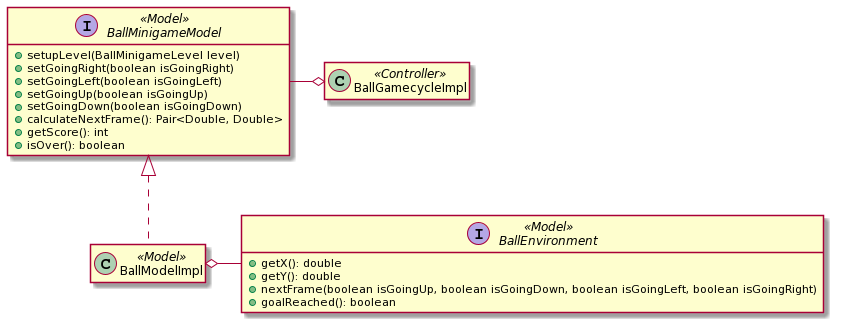 I
«Model»
BallMinigameModel
setupLevel(BallMinigameLevel level)
setGoingRight(boolean isGoingRight)
setGoingLeft(boolean isGoingLeft)
setGoingUp(boolean isGoingUp)
setGoingDown(boolean isGoingDown)
calculateNextFrame(): Pair<Double, Double>
getScore(): int
isOver(): boolean
C
«Controller»
BallGamecycleImpl
C
«Model»
BallModelImpl
I
«Model»
BallEnvironment
getX(): double
getY(): double
nextFrame(boolean isGoingUp, boolean isGoingDown, boolean isGoingLeft, boolean isGoingRight)
goalReached(): boolean